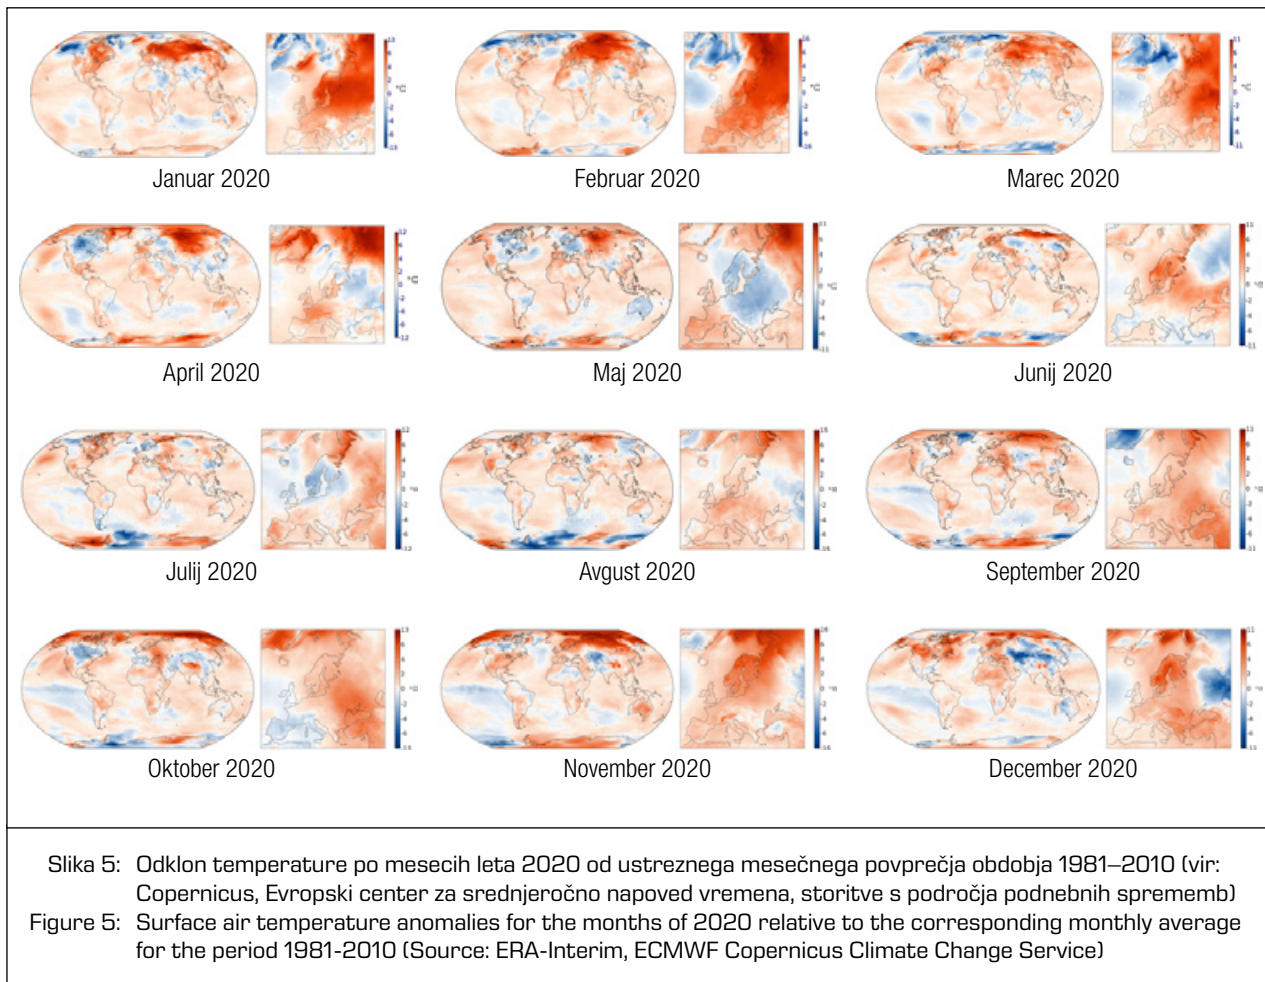 Januar 2020
Februar 2020
Marec 2020
April 2020
Maj 2020
Junij 2020
Julij 2020
Avgust 2020
September 2020
Oktober 2020
November 2020
December 2020
Slika 5: Odklon temperature po mesecih leta 2020 od ustreznega mesečnega povprečja obdobja 1981–2010 (vir:
Copernicus, Evropski center za srednjeročno napoved vremena, storitve s področja podnebnih sprememb)
Figure 5: Surface air temperature anomalies for the months of 2020 relative to the corresponding monthly average
for the period 1981-2010 (Source: ERA-Interim, ECMWF Copernicus Climate Change Service)